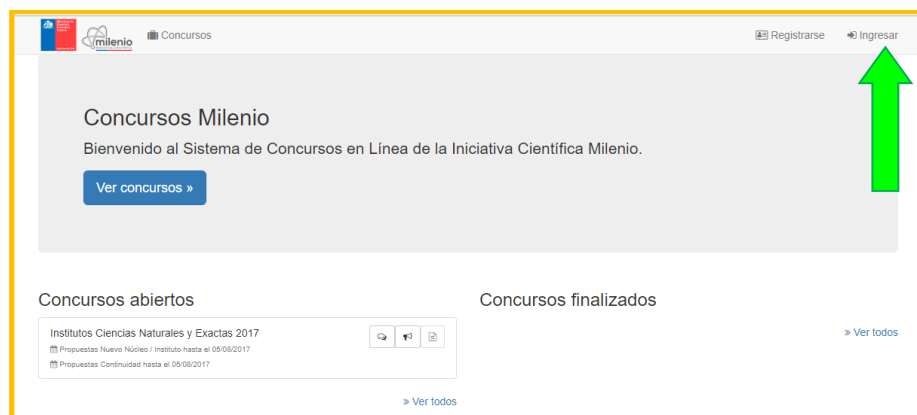 milenio
Concursos
Registrarse
Ingresar
Concursos Milenio
Bienvenido al Sistema de Concursos en Línea de la Iniciativa Científica Milenio.
Ver concursos »
Concursos abiertos
Institutos Ciencias Naturales y Exactas 2017
Propuestas Nuevo Núcleo / Instituto hasta el 05/08/2017
Propuestas Continuidad hasta el 05/08/2017
» Ver todos
Concursos finalizados
» Ver todos